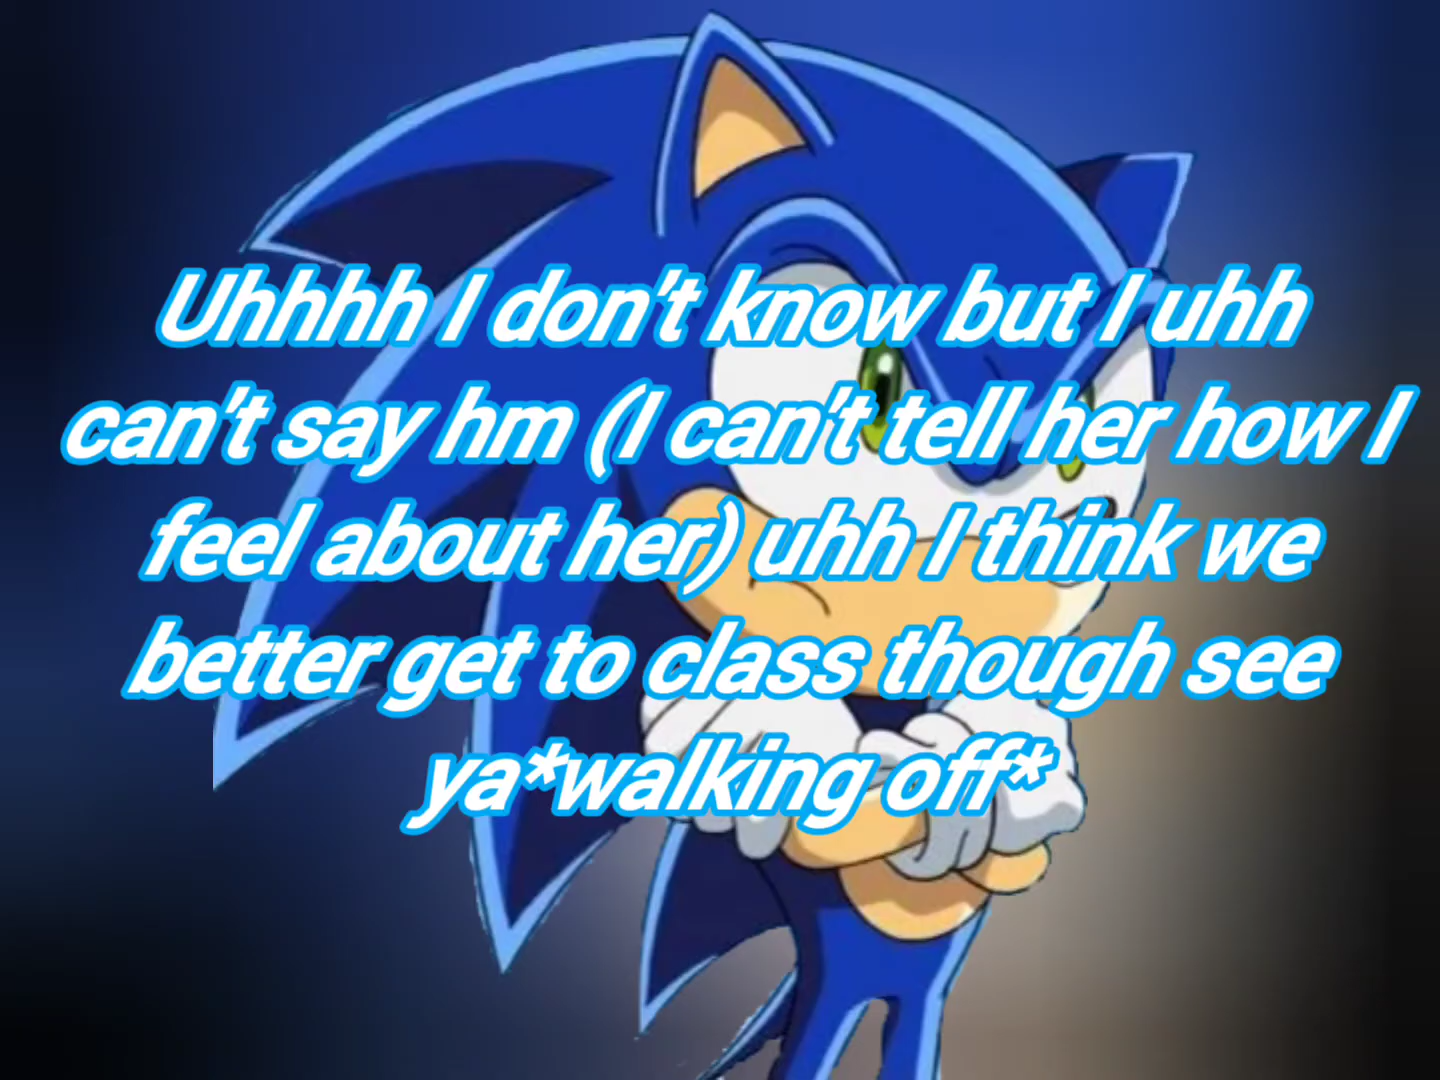 Uhhhh I don't know but I uhh
can't say hm (I can't tell her how I
feel about her) uhh I think we
better get to class though see
ya*walking off*